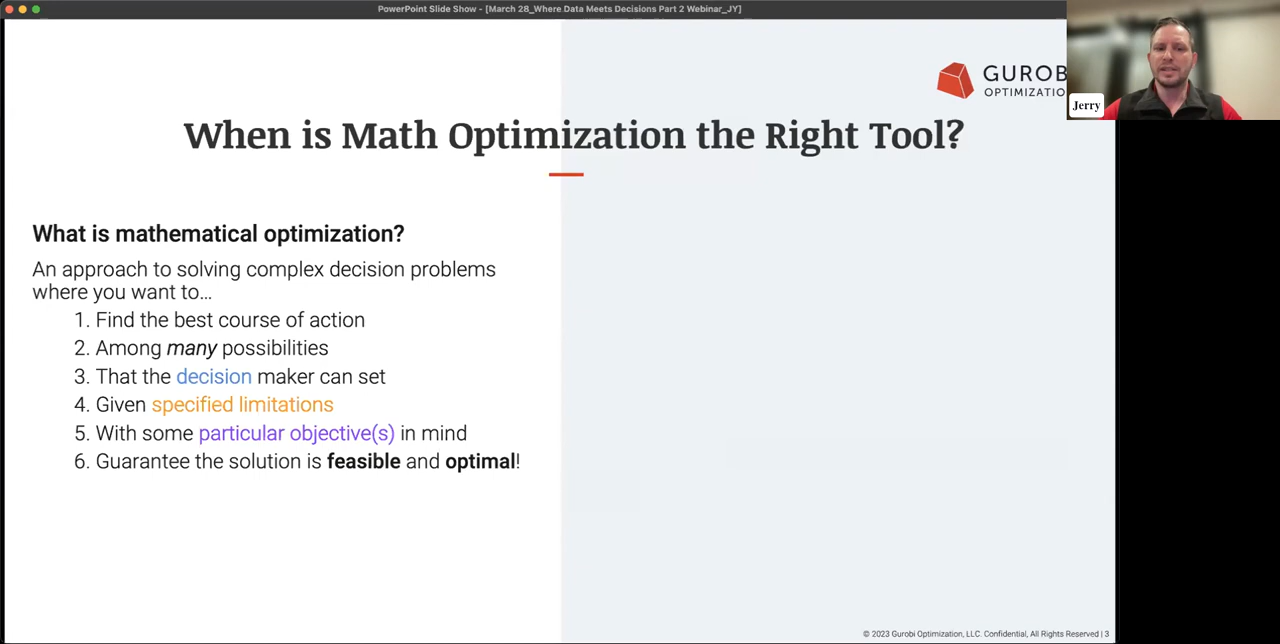 PowerPoint Slide Show - [March 28_Where Data Meets Decisions Part 2 Webinar_JY]
GUROB
OPTIMIZATIO
Jerry
When is Math Optimization the Right Tool?
What is mathematical optimization?
An approach to solving complex decision problems
where you want to...
1. Find the best course of action
2. Among many possibilities
3. That the decision maker can set
4. Given specified limitations
5. With some particular objective(s) in mind
6. Guarantee the solution is feasible and optimal!
© 2023 Gurobi Optimization, LLC. Confidential, All Rights Reserved | 3